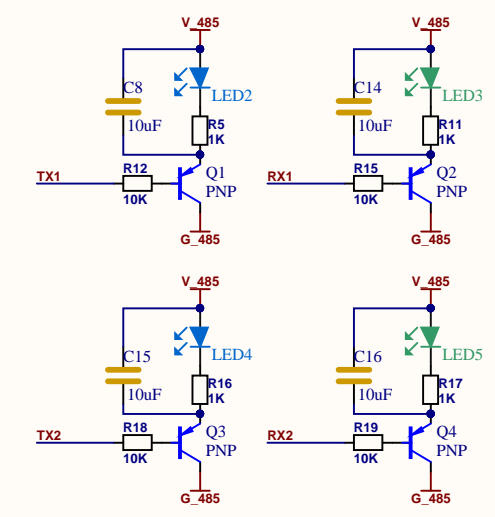 V_485
C8
LED2
10uF
R5
1K
R12
Q1
TX1
PNP
10K
G_485
V_485
C14
LED3
10uF
R11
1K
R15
Q2
RX1
PNP
10K
G_485
V_485
C15
LED4
10uF
R16
1K
R18
Q3
TX2
PNP
10K
G_485
V_485
C16
LED5
10uF
R17
1K
R19
Q4
RX2
PNP
10K
G_485